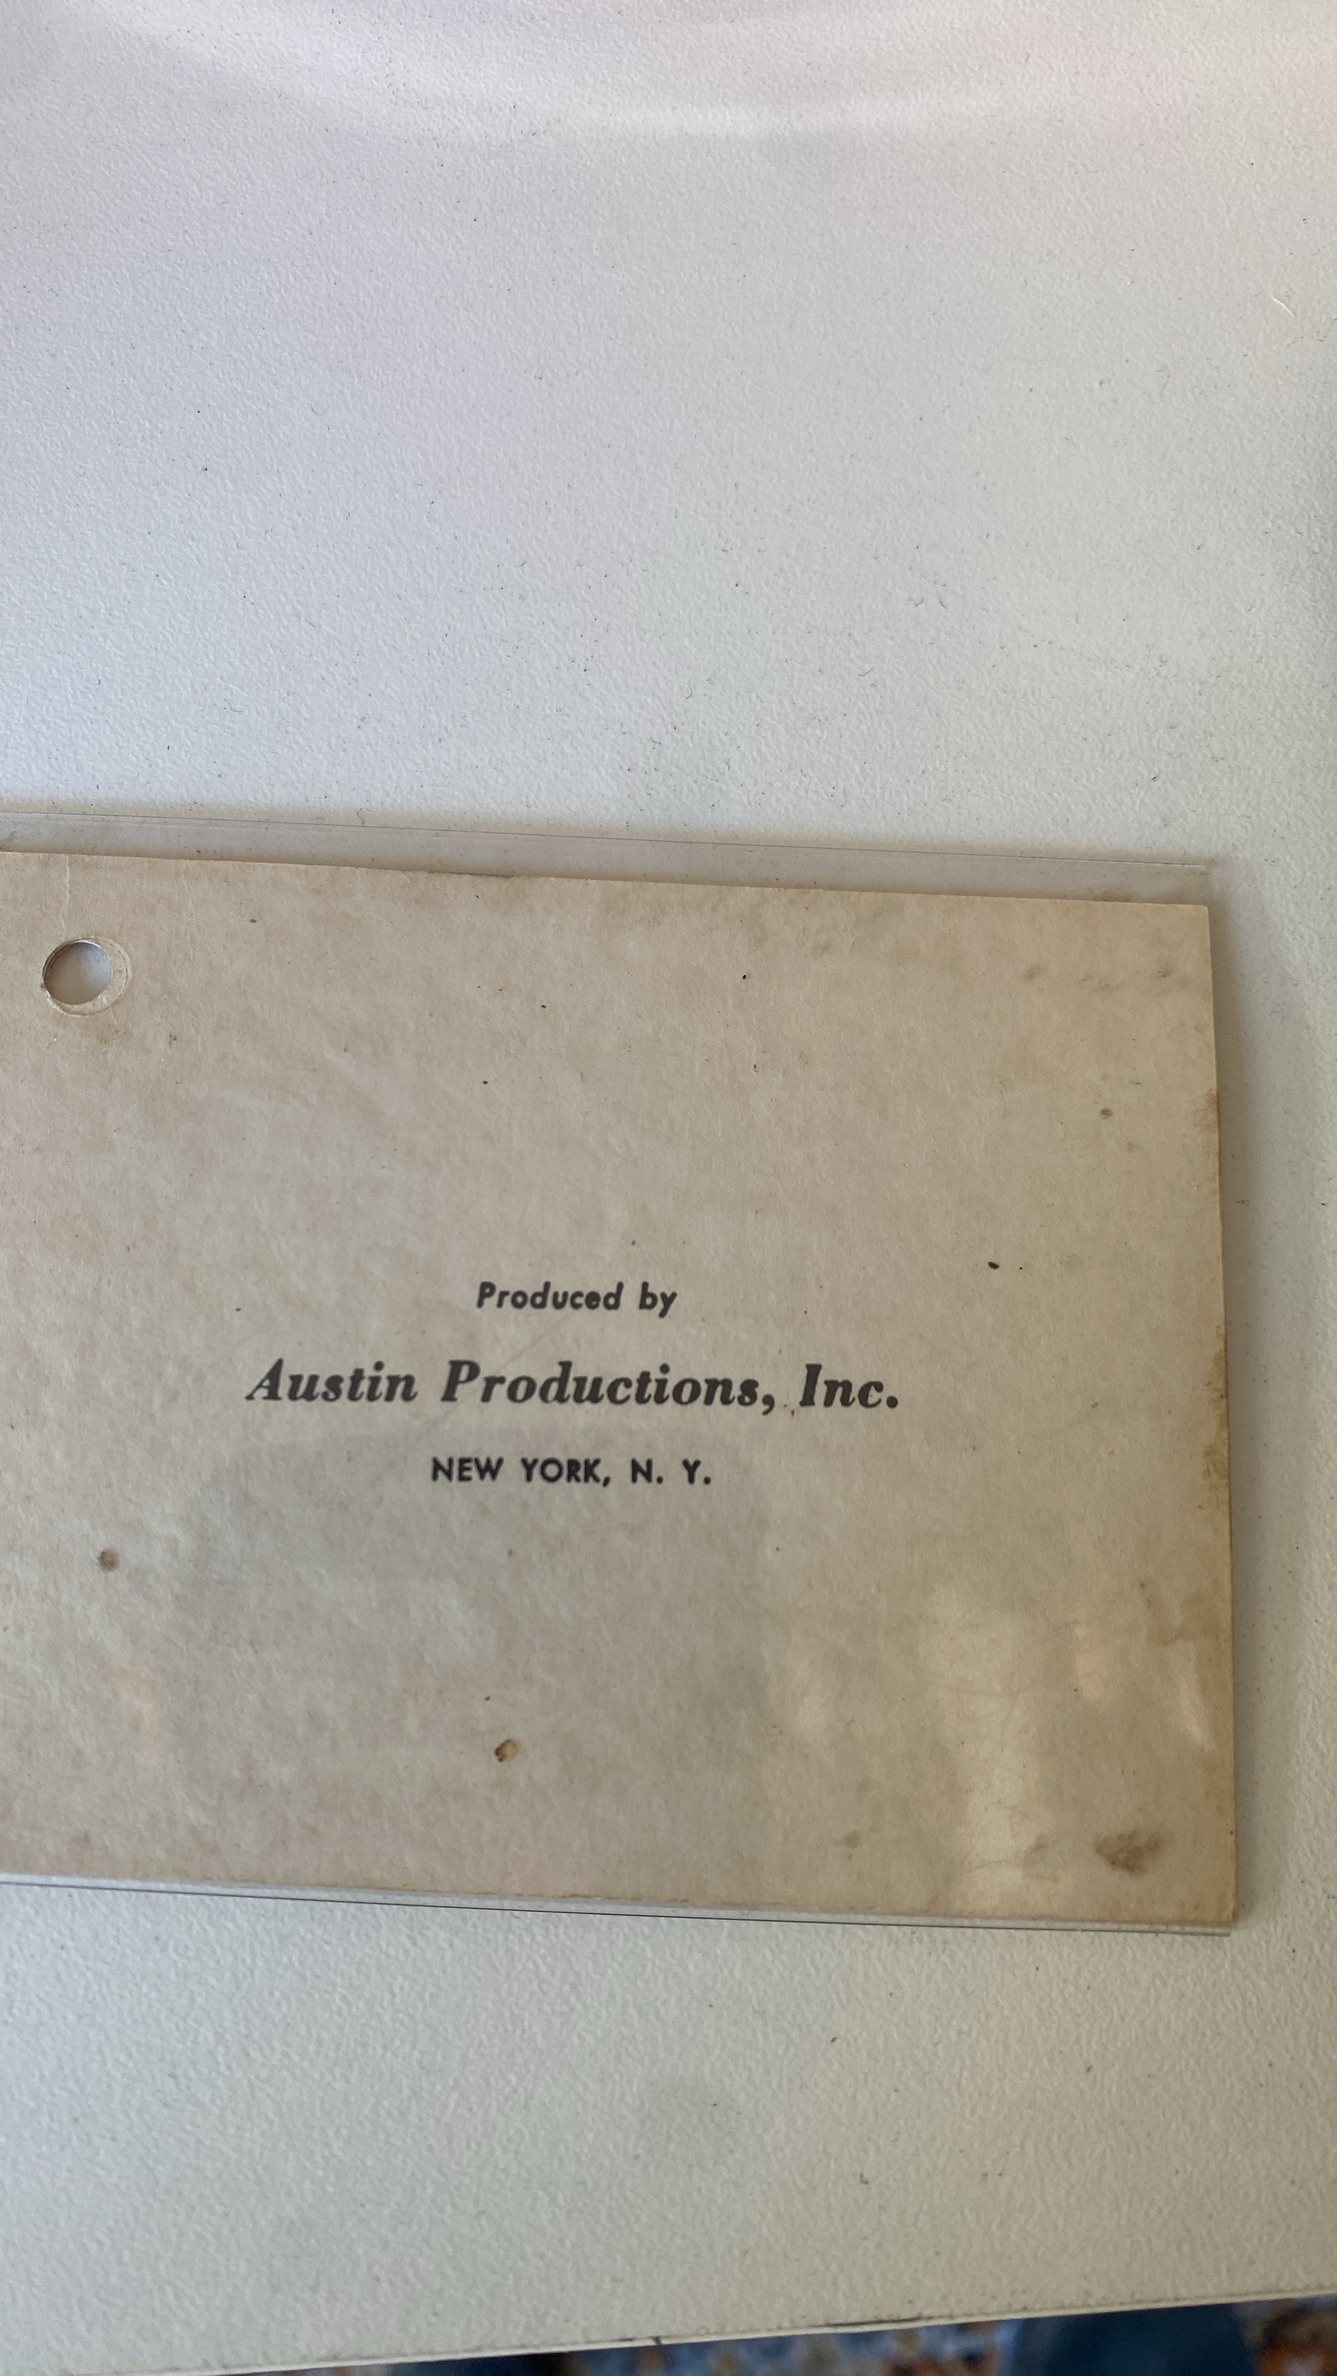 Produced by
Austin Productions, Inc.
NEW YORK, N. Y.